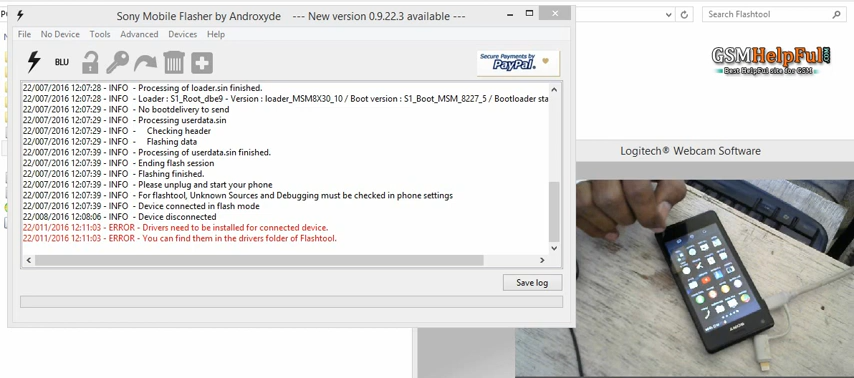 Sony Mobile Flasher by Androxyde --- New version 0.9.22.3 available ---
Search Flashtool
File No Device Tools Advanced Devices Help
BLU
Secure Payments by
PayPal
GSMHelpFul.COM
Best HelpFul site for GSM
22/007/2016 12:07:28 - INFO - Processing of loader.sin finished.
22/007/2016 12:07:28 - INFO - Loader : S1_Root_dbe9 - Version : loader_MSM8X30_10 / Boot version : S1_Boot_MSM_8227_5 / Bootloader sta
22/007/2016 12:07:29 - INFO - No bootdelivery to send
22/007/2016 12:07:29 - INFO - Processing userdata.sin
22/007/2016 12:07:29 - INFO - Checking header
22/007/2016 12:07:29 - INFO - Flashing data
22/007/2016 12:07:39 - INFO - Processing of userdata.sin finished.
22/007/2016 12:07:39 - INFO - Ending flash session
22/007/2016 12:07:39 - INFO - Flashing finished.
22/007/2016 12:07:39 - INFO - Please unplug and start your phone
22/007/2016 12:07:39 - INFO - For flashtool, Unknown Sources and Debugging must be checked in phone settings
22/007/2016 12:07:39 - INFO - Device connected in flash mode
22/008/2016 12:08:06 - INFO - Device disconnected
22/011/2016 12:11:03 - ERROR - Drivers need to be installed for connected device.
22/011/2016 12:11:03 - ERROR - You can find them in the drivers folder of Flashtool.
Save log
Logitech® Webcam Software
SONY